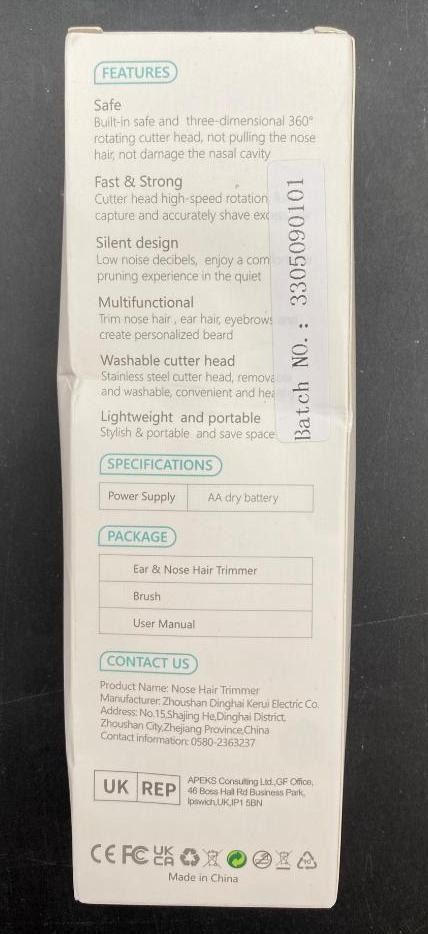 FEATURES
Safe
Built-in safe and three-dimensional 360°
rotating cutter head, not pulling the nose
hair, not damage the nasal cavity
Fast & Strong
Cutter head high-speed rotation
capture and accurately shave
Silent design
Low noise decibels, enjoy a
pruning experience in the quiet
Multifunctional
Trim nose hair, ear hair, eyebrows and
create personalized beard
Washable cutter head
Stainless steel cutter head,
and washable, convenient and
Lightweight and portable
Stylish & portable and save space
Batch NO.: 3305090101
SPECIFICATIONS
Power Supply AA dry battery
PACKAGE
Ear & Nose Hair Trimmer
Brush
User Manual
CONTACT US
Product Name: Nose Hair Trimmer
Manufacturer: Zhoushan Dinghai Kerui Electric Co.
Address: No.15,Shajing He,Dinghai District,
Zhoushan City,Zhejiang Province,China
Contact information: 0580-2363237
UK REP
APEKS Consulting Ltd.,GF Office,
46 Boss Hall Rd Business Park,
Ipswich,UK,IP1 5BN
CE FC UK CA
Made in China